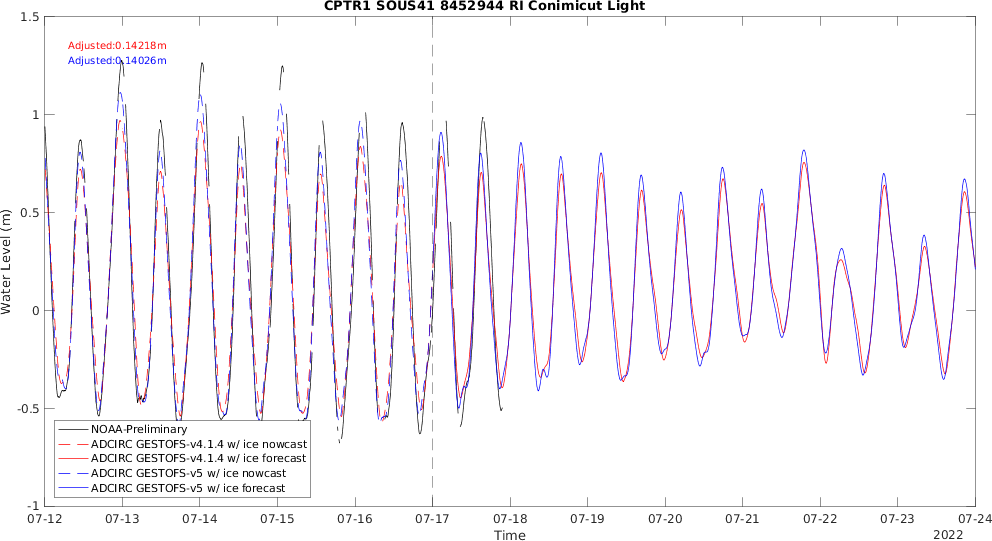 CPTR1 SOUS41 8452944 RI Conimicut Light
1.5
Adjusted:0.14218m
Adjusted:0.14026m
1
0.5
Water Level (m)
0
-0.5
NOAA-Preliminary
ADCIRC GESTOFS-v4.1.4 w/ ice nowcast
ADCIRC GESTOFS-v4.1.4 w/ ice forecast
ADCIRC GESTOFS-v5 w/ ice nowcast
ADCIRC GESTOFS-v5 w/ ice forecast
-1
07-12 07-13 07-14 07-15 07-16 07-17 07-18 07-19 07-20 07-21 07-22 07-23 07-24
Time
2022